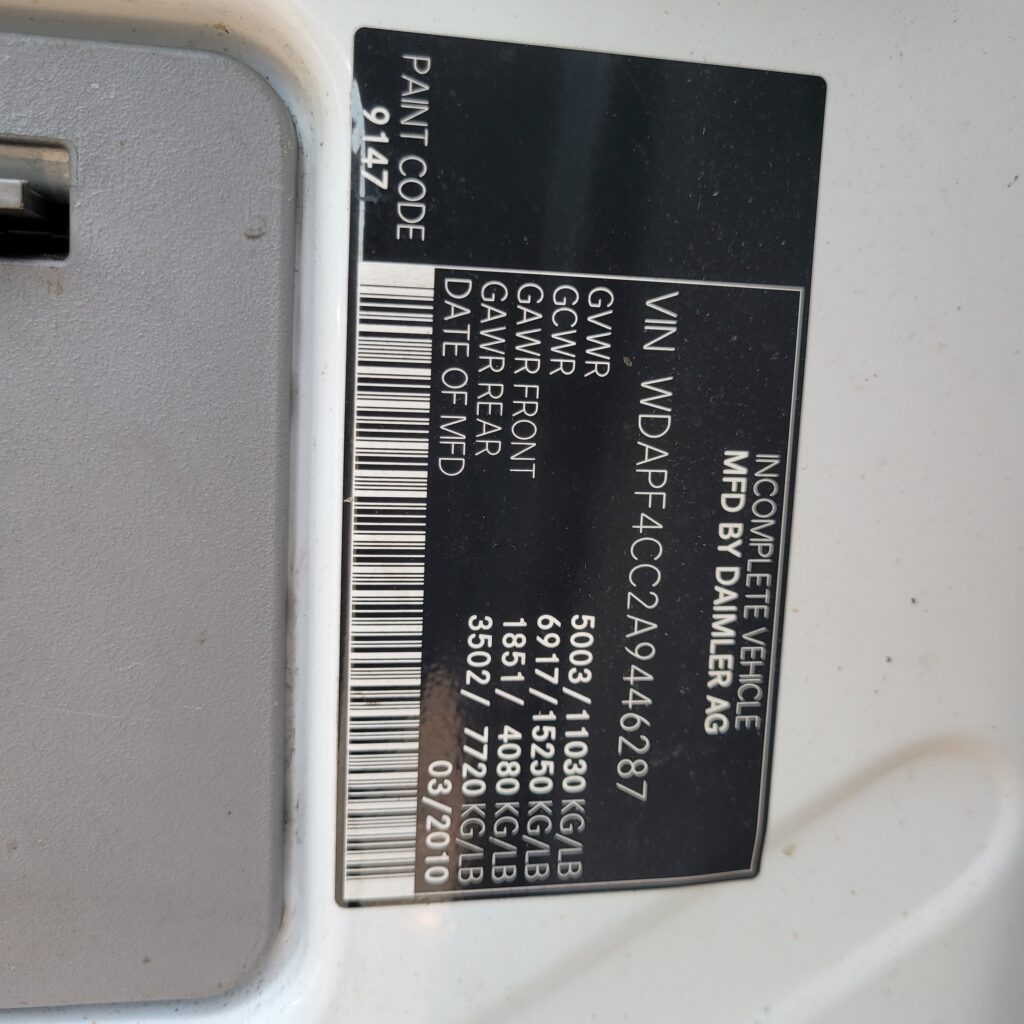 PAINT CODE
9147
INCOMPLETE VEHICLE
MFD BY DAIMLER AG
VIN WDAPF4CC2A9446287
GVWR 5003/11030 KG/LB
GCWR 6917/15250 KG/LB
GAWR FRONT 1851/ 4080 KG/LB
GAWR REAR 3502/ 7720 KG/LB
DATE OF MFD 03/2010